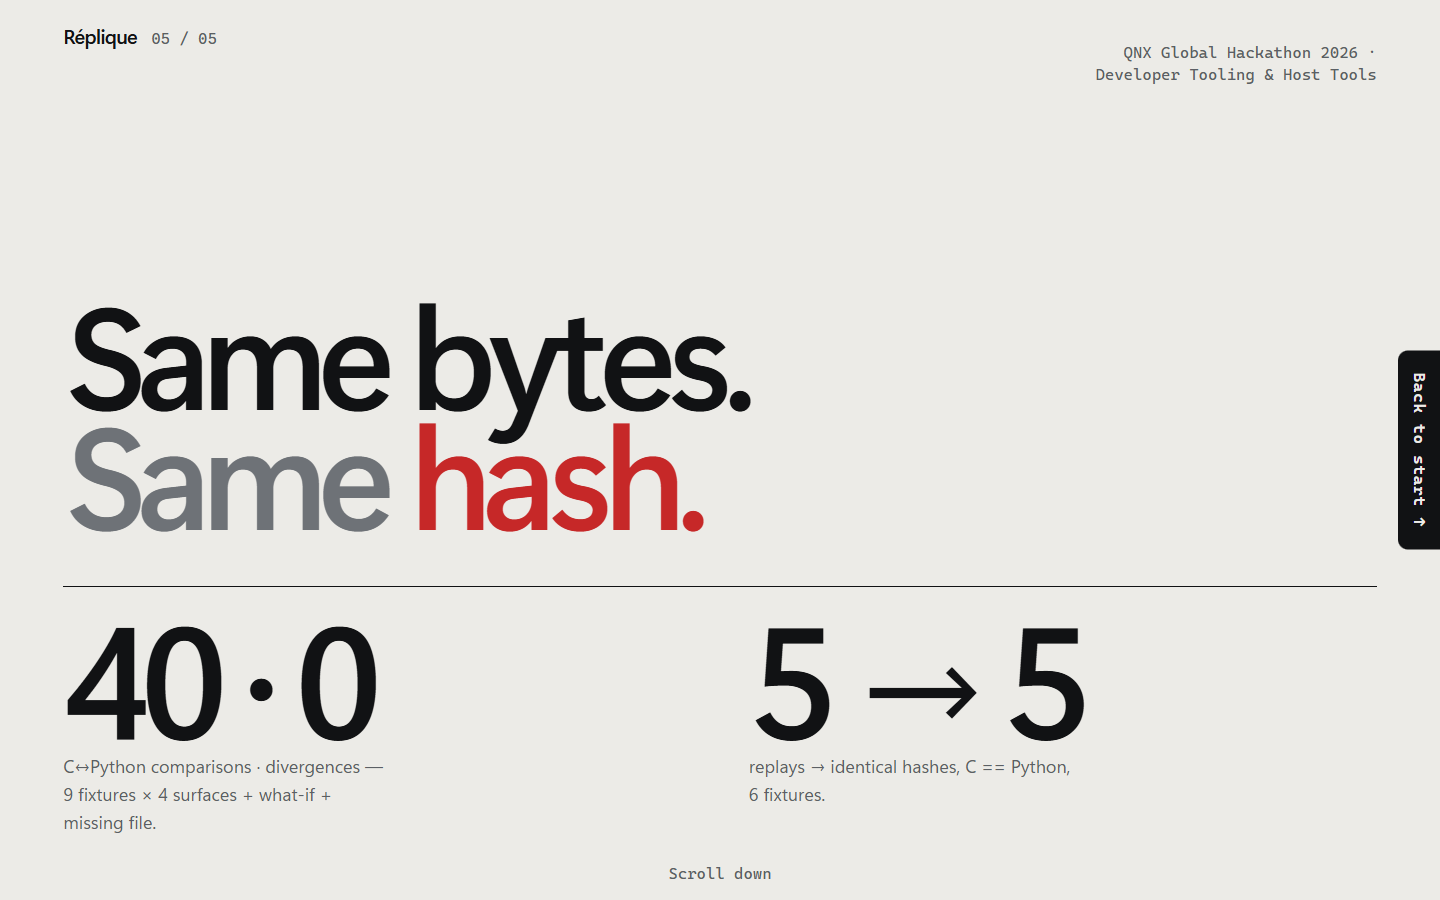 Réplique 05 / 05
QNX Global Hackathon 2026 ·
Developer Tooling & Host Tools
Same bytes.
Same hash.
Back to start ↑
40 · 0
C↔Python comparisons · divergences —
9 fixtures × 4 surfaces + what-if +
missing file.
5 → 5
replays → identical hashes, C == Python,
6 fixtures.
Scroll down